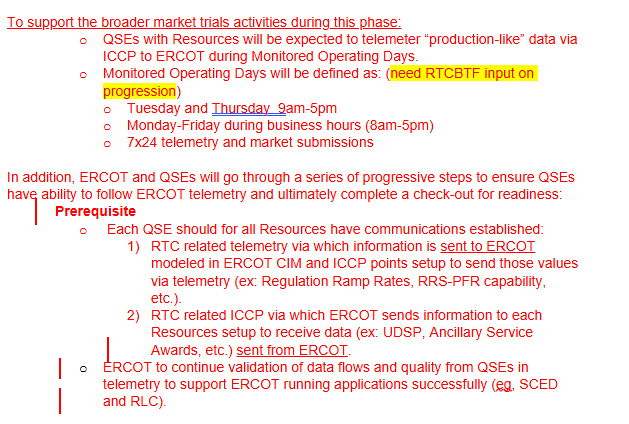 To support the broader market trials activities during this phase:
o QSEs with Resources will be expected to telemeter “production-like” data via
ICCP to ERCOT during Monitored Operating Days.
o Monitored Operating Days will be defined as: (need RTCBTF input on
progression)
o Tuesday and Thursday 9am-5pm
o Monday-Friday during business hours (8am-5pm)
o 7x24 telemetry and market submissions
In addition, ERCOT and QSEs will go through a series of progressive steps to ensure QSEs
have ability to follow ERCOT telemetry and ultimately complete a check-out for readiness:
Prerequisite
o Each QSE should for all Resources have communications established:
1) RTC related telemetry via which information is sent to ERCOT
modeled in ERCOT CIM and ICCP points setup to send those values
via telemetry (ex: Regulation Ramp Rates, RRS-PFR capability,
etc.).
2) RTC related ICCP via which ERCOT sends information to each
Resources setup to receive data (ex: UDSP, Ancillary Service
Awards, etc.) sent from ERCOT.
o ERCOT to continue validation of data flows and quality from QSEs in
telemetry to support ERCOT running applications successfully (eg, SCED
and RLC).